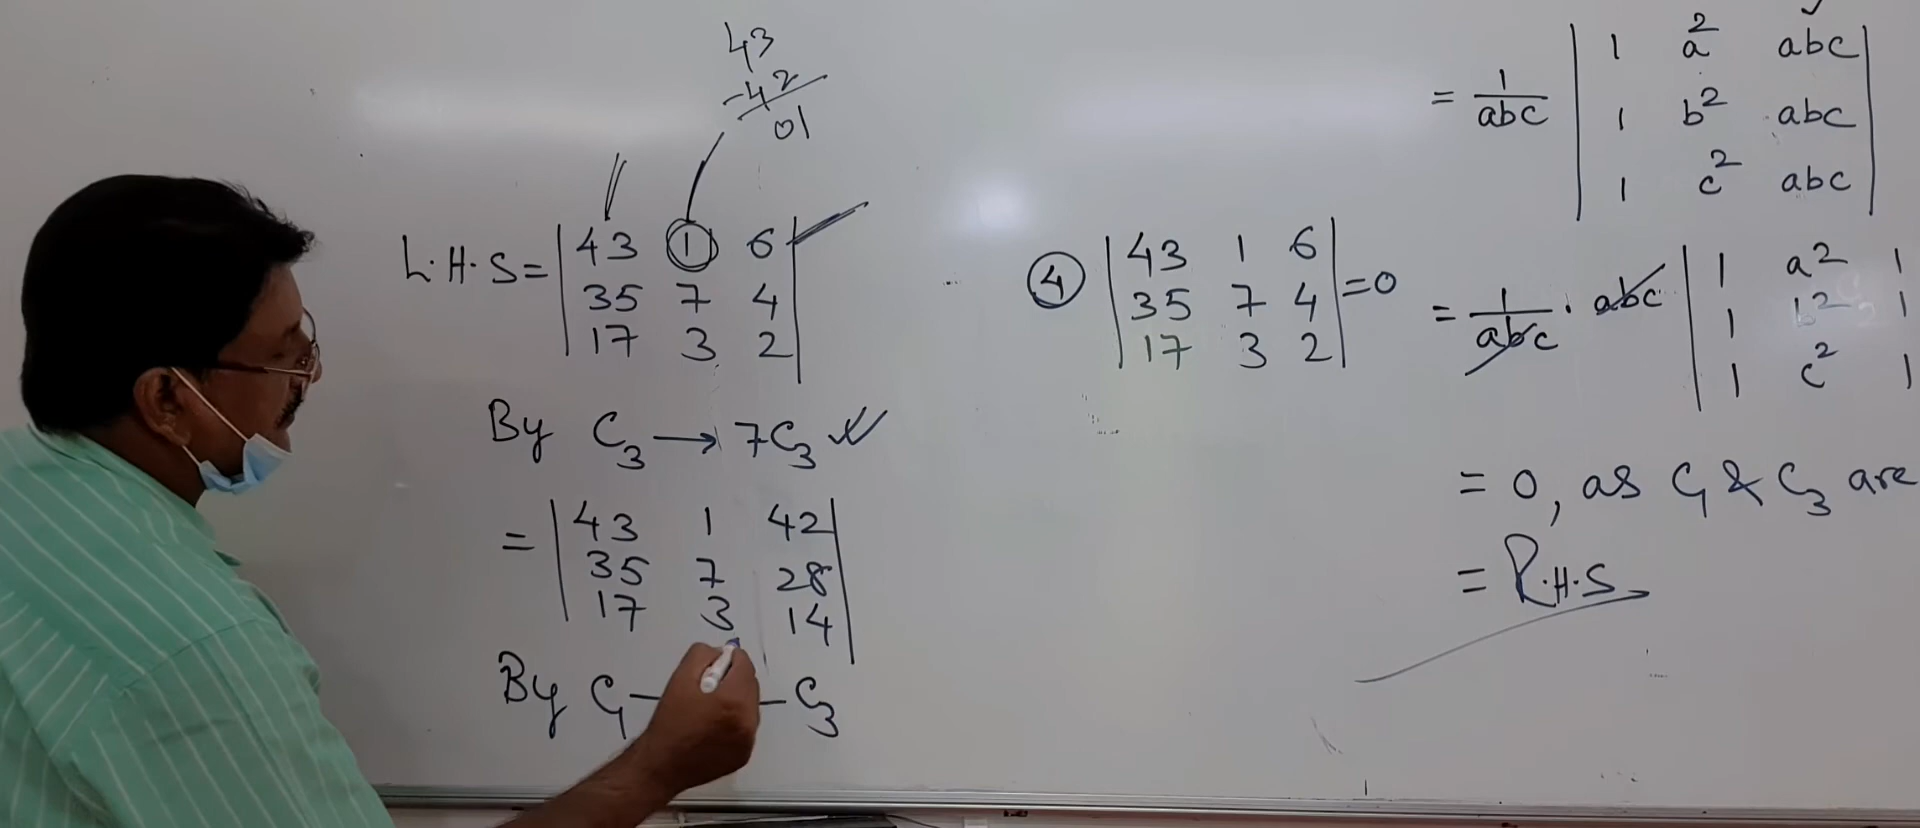 43
-42
01
L.H.S = | 43 1 6 |
| 35 7 4 |
| 17 3 2 |
By C₃ → 7C₃
= | 43 1 42 |
| 35 7 28 |
| 17 3 14 |
By C₁ — — C₃
④ | 43 1 6 | = 0
| 35 7 4 |
| 17 3 2 |
= 1/abc | 1 a² abc |
| 1 b² abc |
| 1 c² abc |
= 1/abc . abc | 1 a² 1 |
| 1 b² 1 |
| 1 c² 1 |
= 0, as C₁ & C₃ are
= R.H.S